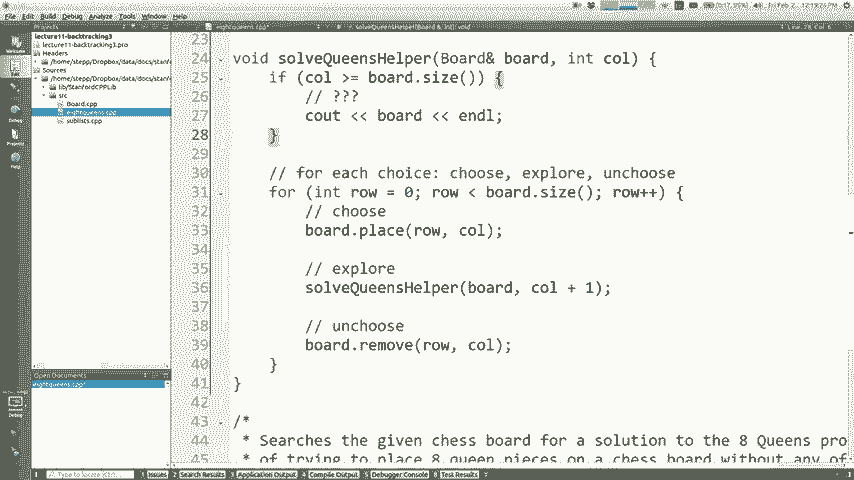 File Edit Build Debug Analyze Tools Window Help
Projects
eightqueens.cpp*
solveQueensHelper(Board &, int): void
Welcome
Edit
Debug
Projects
Help
lecture11-backtracking3
lecture11-backtracking3.pro
Headers
/home/stepp/Dropbox/data/docs/stanf
Sources
/home/stepp/Dropbox/data/docs/stanf
lib/StanfordCPPLib
src
Board.cpp
eightqueens.cpp
sublists.cpp
Open Documents
eightqueens.cpp*
Debug
23
24 void solveQueensHelper(Board& board, int col) {
25 if (col >= board.size()) {
26 // ???
27 cout << board << endl;
28 }
29
30 // for each choice: choose, explore, unchoose
31 for (int row = 0; row < board.size(); row++) {
32 // choose
33 board.place(row, col);
34
35 // explore
36 solveQueensHelper(board, col + 1);
37
38 // unchoose
39 board.remove(row, col);
40 }
41 }
42
43 /*
44 * Searches the given chess board for a solution to the 8 Queens pro
45 * of trying to place 8 queen pieces on a chess board without any of
Type to locate
1 Issues 2 Search Results 3 Application Output 4 Compile Output 5 Debugger Console 8 Test Results